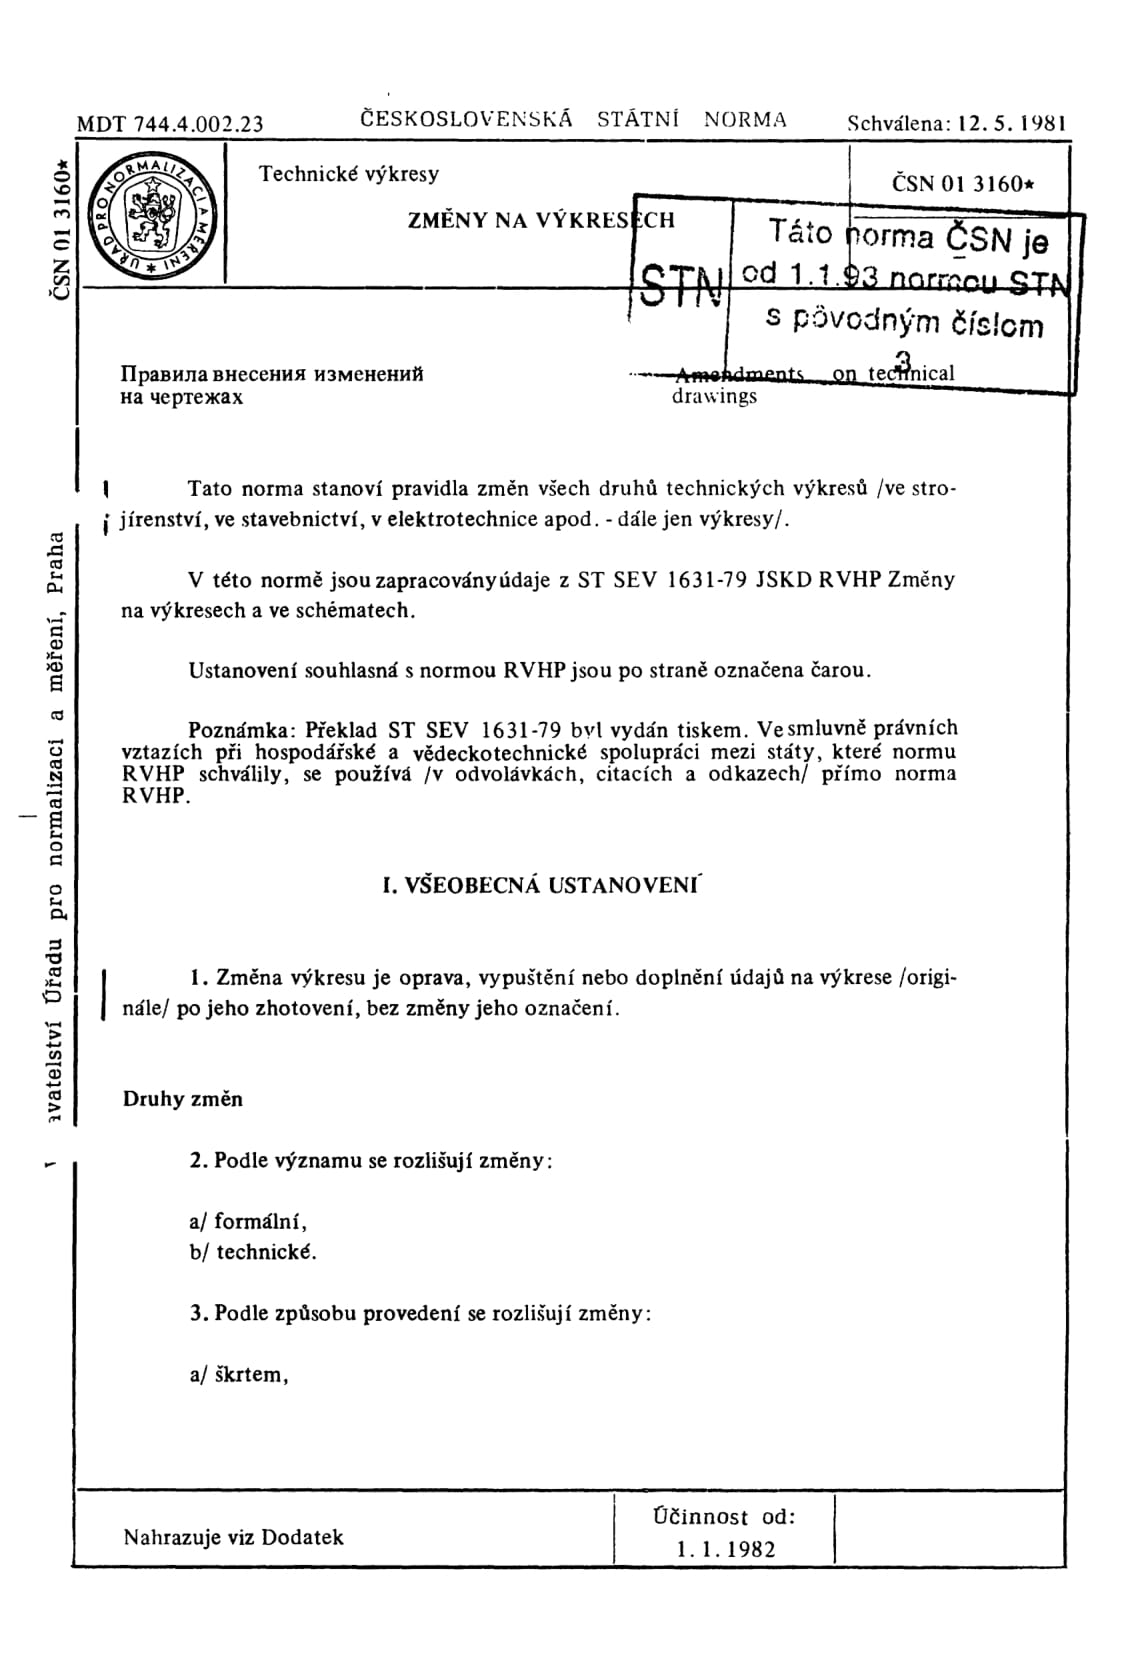 MDT 744.4.002.23 ČESKOSLOVENSKÁ STÁTNÍ NORMA Schválena: 12. 5. 1981
ČSN 01 3160*
ÚŘAD PRO NORMALIZACI A MĚŘENÍ *
Technické výkresy
ZMĚNY NA VÝKRESECH
ČSN 01 3160*
STN
Táto norma ČSN je
od 1.1.93 normou STN
s pôvodným číslom
3
Правила внесения изменений
на чертежах
Amendments on technical
drawings
Tato norma stanoví pravidla změn všech druhů technických výkresů /ve stro-
jírenství, ve stavebnictví, v elektrotechnice apod. - dále jen výkresy/.
V této normě jsou zapracovány údaje z ST SEV 1631-79 JSKD RVHP Změny
na výkresech a ve schématech.
Ustanovení souhlasná s normou RVHP jsou po straně označena čarou.
Poznámka: Překlad ST SEV 1631-79 byl vydán tiskem. Ve smluvně právních
vztazích při hospodářské a vědeckotechnické spolupráci mezi státy, které normu
RVHP schválily, se používá /v odvolávkách, citacích a odkazech/ přímo norma
RVHP.
I. VŠEOBECNÁ USTANOVENÍ
1. Změna výkresu je oprava, vypuštění nebo doplnění údajů na výkrese /origi-
nále/ po jeho zhotovení, bez změny jeho označení.
Druhy změn
2. Podle významu se rozlišují změny:
a/ formální,
b/ technické.
3. Podle způsobu provedení se rozlišují změny:
a/ škrtem,
avatelství Úřadu pro normalizaci a měření, Praha
Nahrazuje viz Dodatek
Účinnost od:
1. 1. 1982